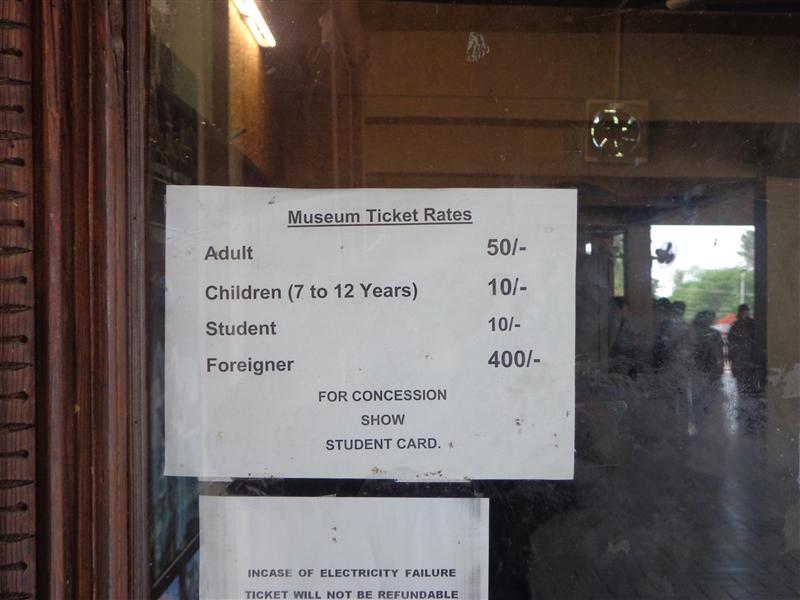 Museum Ticket Rates
Adult 50/-
Children (7 to 12 Years) 10/-
Student 10/-
Foreigner 400/-
FOR CONCESSION
SHOW
STUDENT CARD.
INCASE OF ELECTRICITY FAILURE
TICKET WILL NOT BE REFUNDABLE